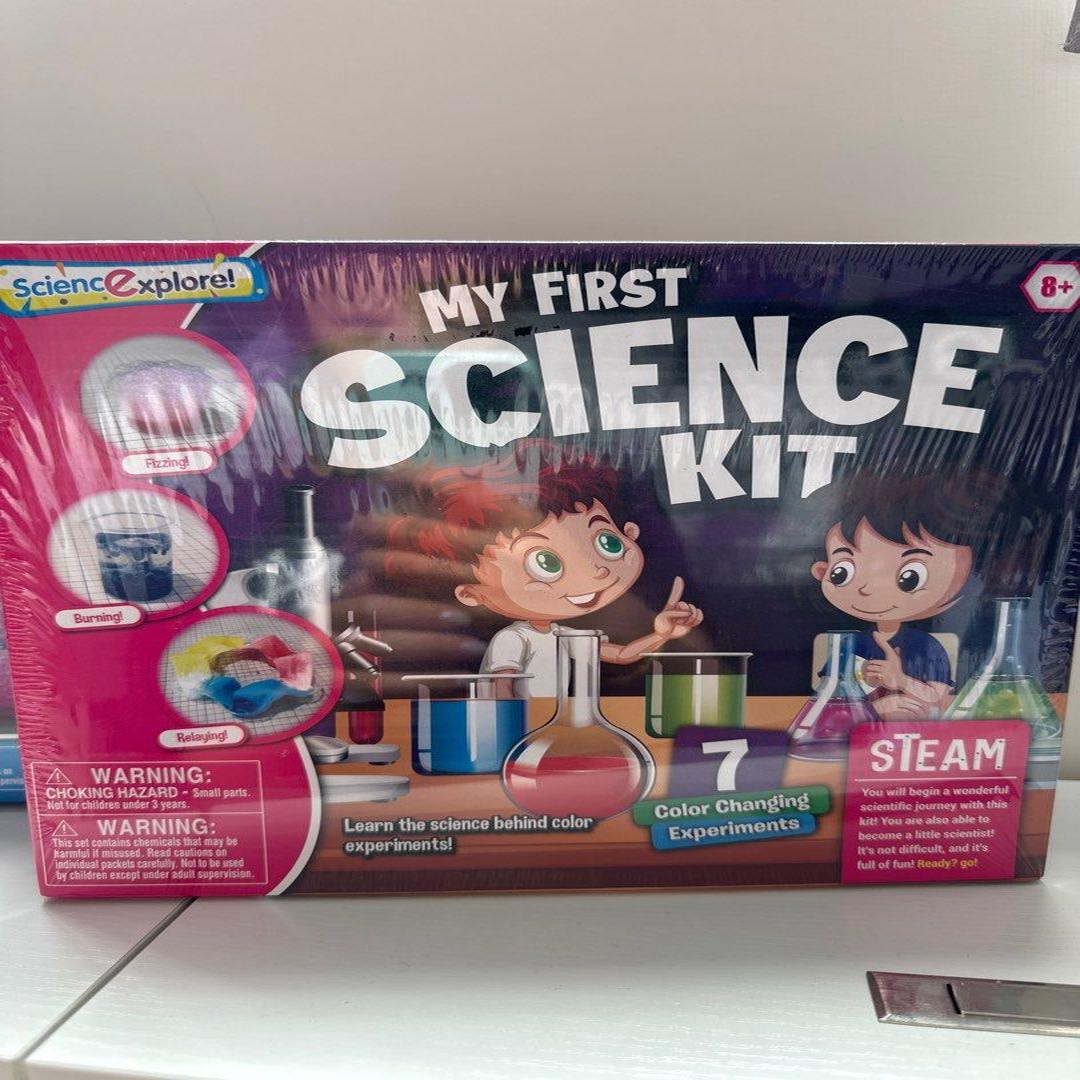 SciencExplore!
MY FIRST
SCIENCE
KIT
8+
Fizzing!
Burning!
Relaying!
WARNING:
CHOKING HAZARD - Small parts.
Not for children under 3 years.
WARNING:
This set contains chemicals that may be
harmful if misused. Read cautions on
individual packets carefully. Not to be used
by children except under adult supervision.
Learn the science behind color
experiments!
7
Color Changing
Experiments
STEAM
You will begin a wonderful
scientific journey with this
kit! You are also able to
become a little scientist!
It's not difficult, and it's
full of fun! Ready? go!